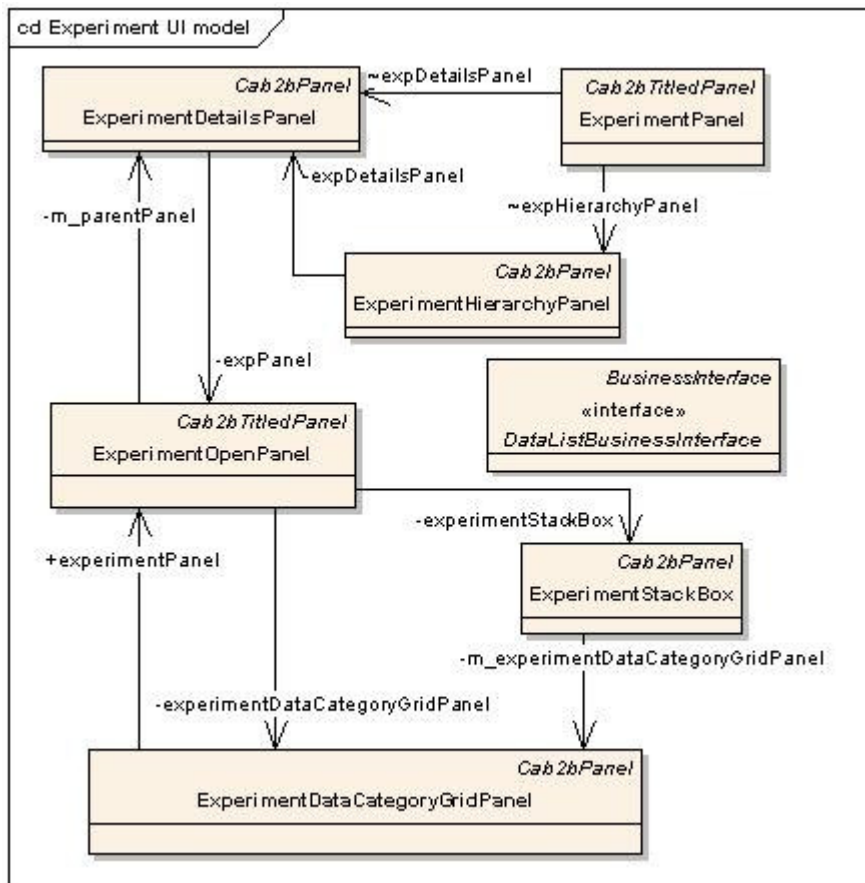 cd Experiment UI model
Cab2bPanel
ExperimentDetailsPanel
~expDetailsPanel
Cab2bTitledPanel
ExperimentPanel
-expDetailsPanel
-m_parentPanel
~expHierarchyPanel
Cab2bPanel
ExperimentHierarchyPanel
-expPanel
BusinessInterface
«interface»
DataListBusinessInterface
Cab2bTitledPanel
ExperimentOpenPanel
-experimentStackBox
+experimentPanel
Cab2bPanel
ExperimentStackBox
-m_experimentDataCategoryGridPanel
-experimentDataCategoryGridPanel
Cab2bPanel
ExperimentDataCategoryGridPanel